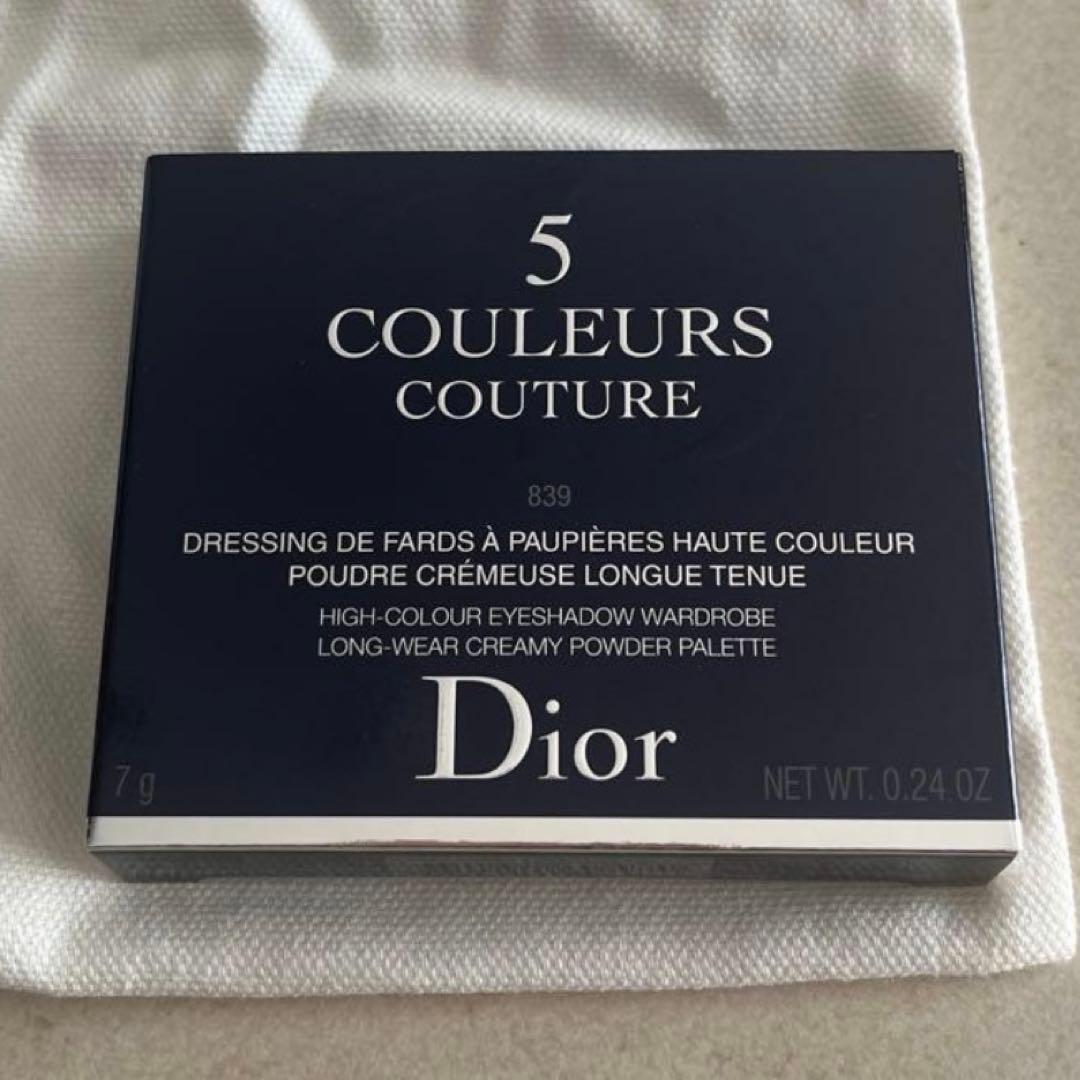 5
COULEURS
COUTURE
839
DRESSING DE FARDS À PAUPIÈRES HAUTE COULEUR
POUDRE CRÉMEUSE LONGUE TENUE
HIGH-COLOUR EYESHADOW WARDROBE
LONG-WEAR CREAMY POWDER PALETTE
Dior
7 g
NET WT. 0.24 OZ